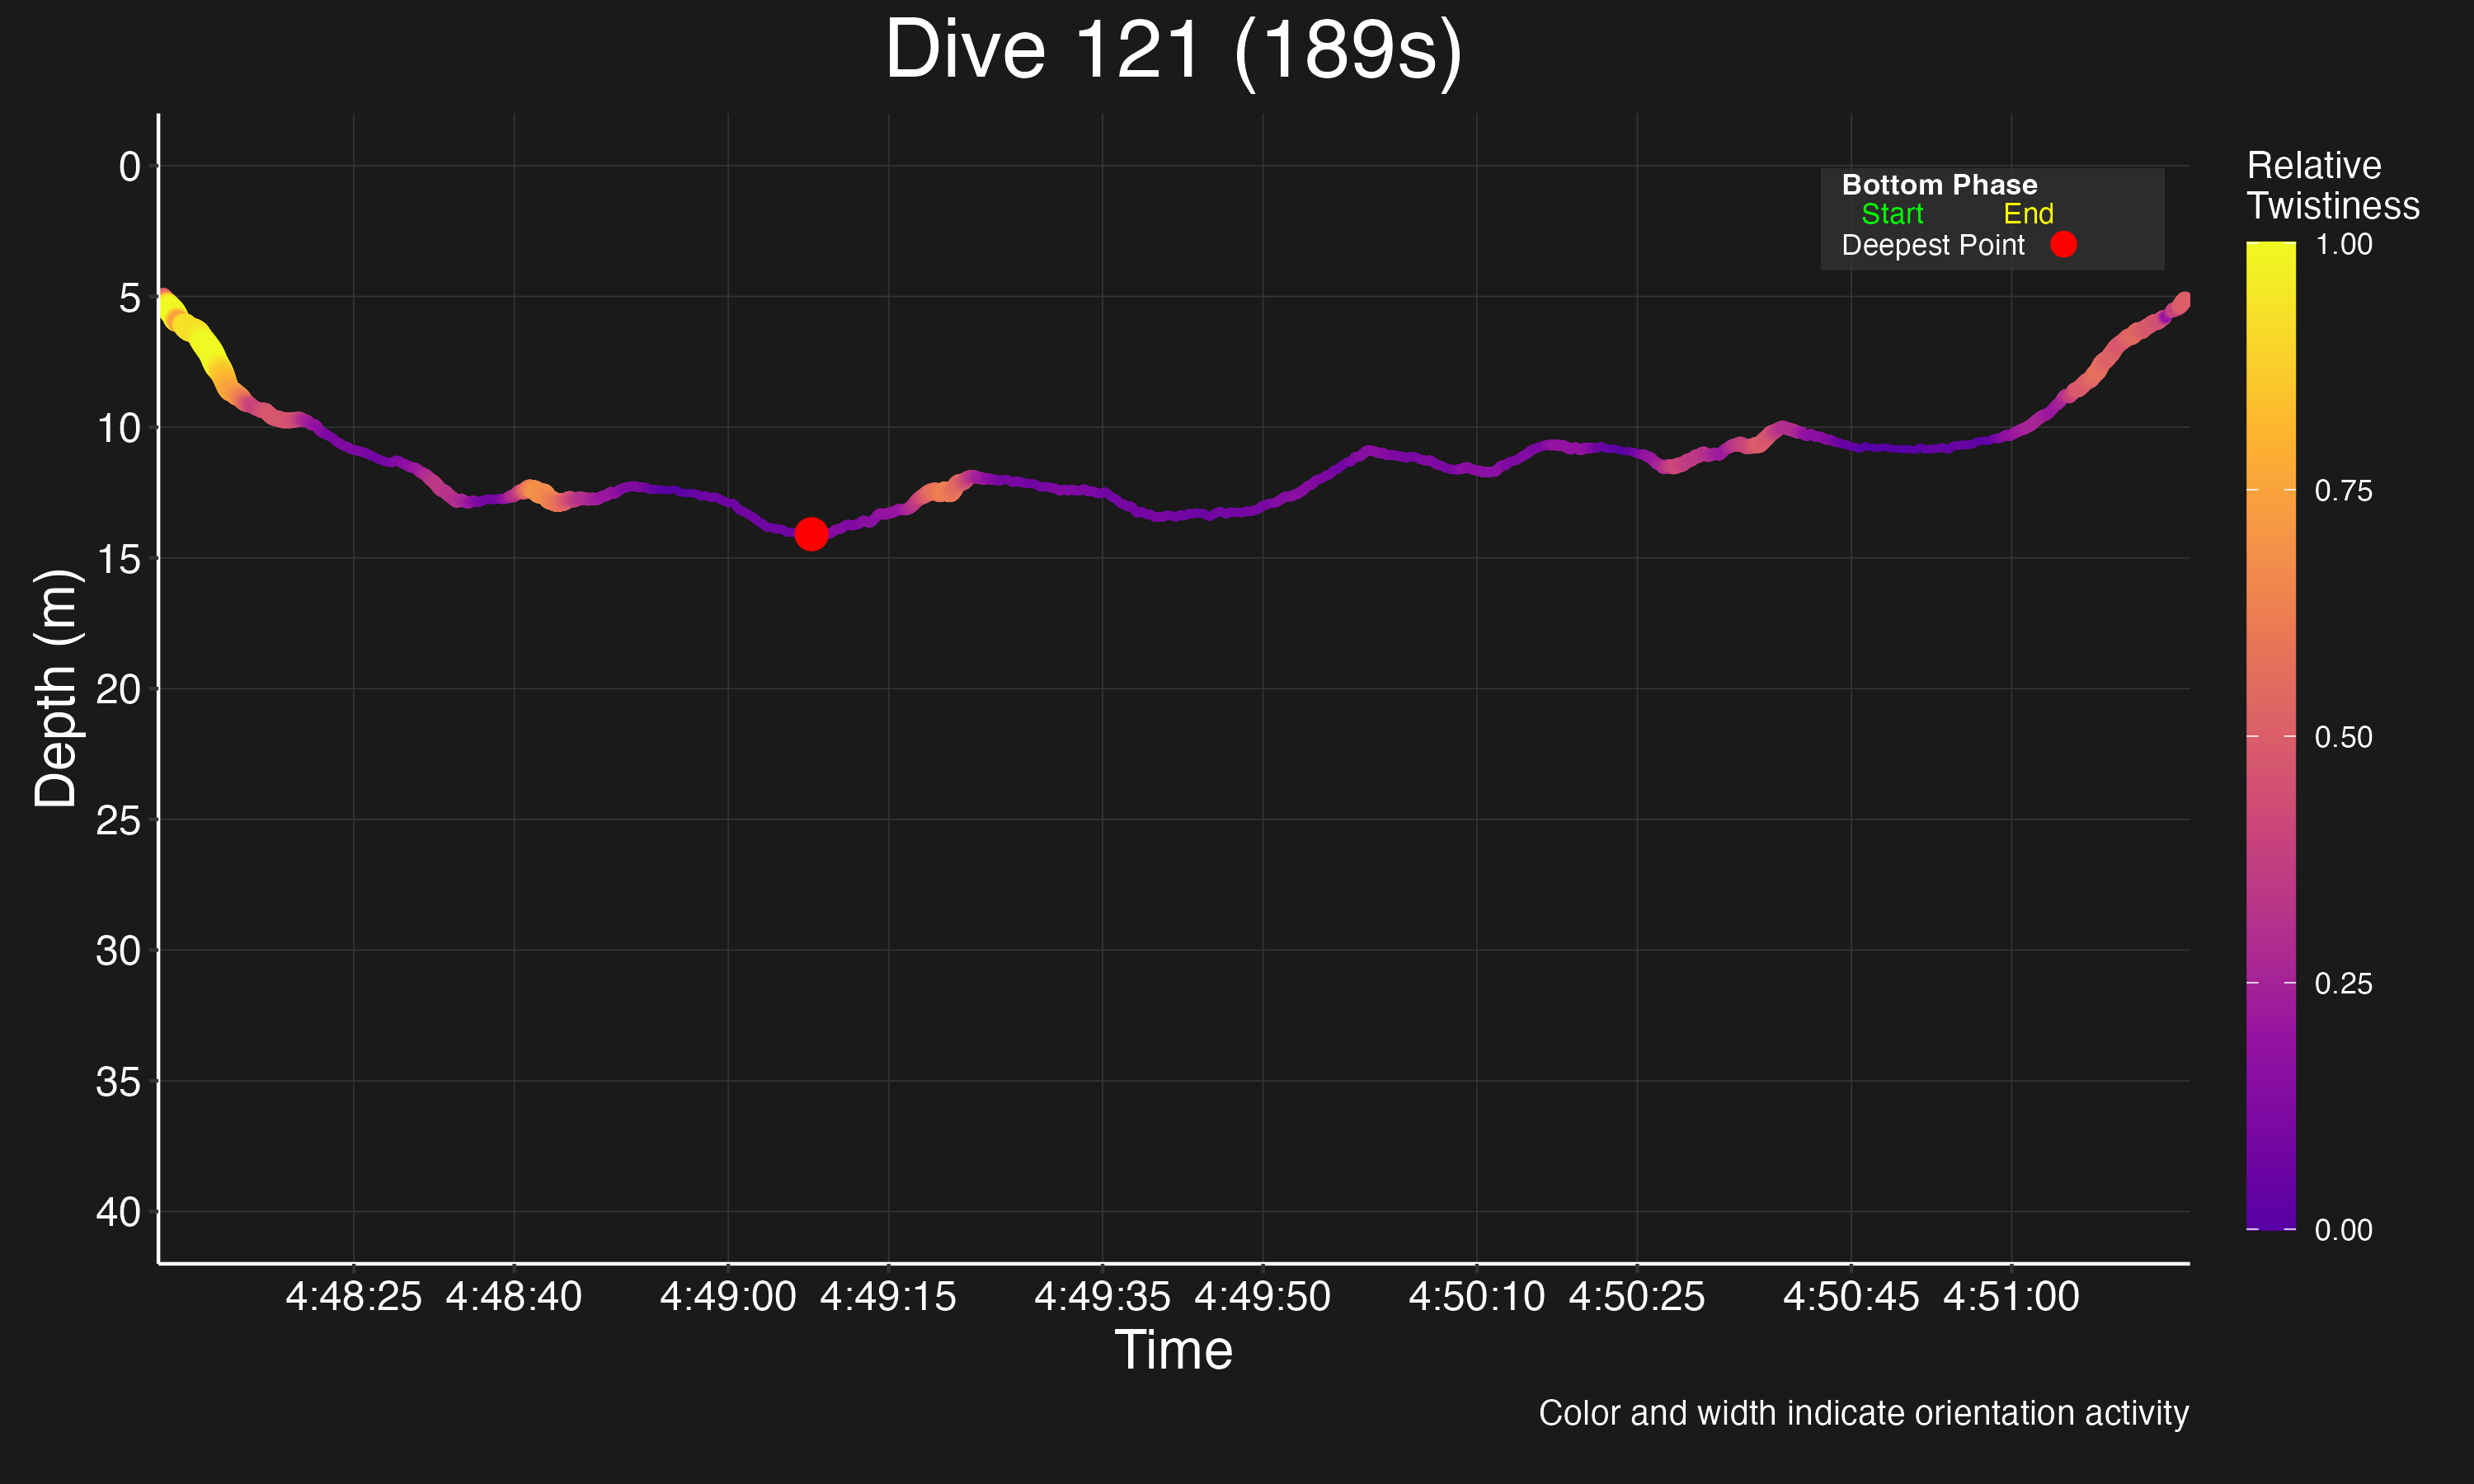 Dive 121 (189s)
Bottom Phase
Start End
Deepest Point
Relative
Twistiness
1.00
0.75
0.50
0.25
0.00
Depth (m)
0
5
10
15
20
25
30
35
40
4:48:25 4:48:40 4:49:00 4:49:15 4:49:35 4:49:50 4:50:10 4:50:25 4:50:45 4:51:00
Time
Color and width indicate orientation activity